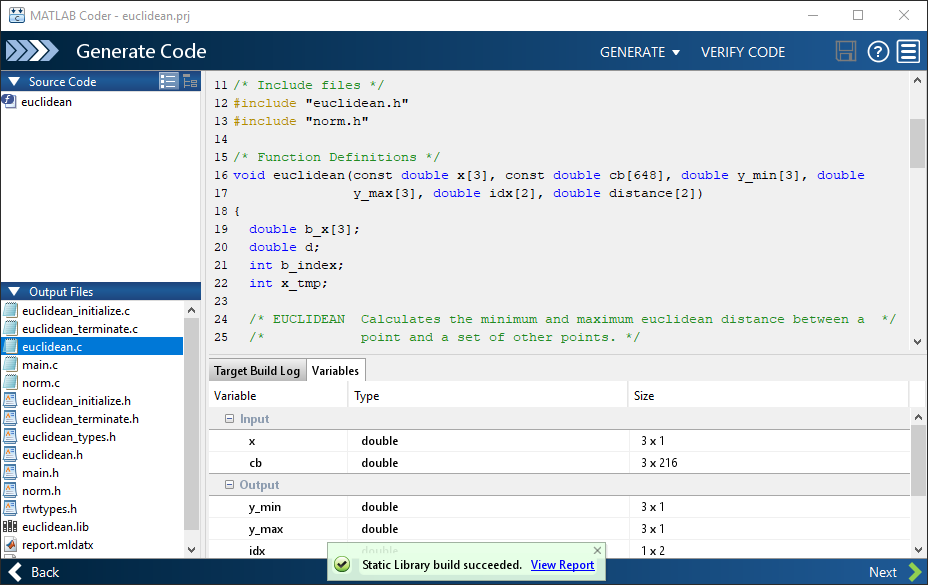 MATLAB Coder - euclidean.prj
Generate Code
GENERATE
VERIFY CODE
Source Code
euclidean
Output Files
euclidean_initialize.c
euclidean_terminate.c
euclidean.c
main.c
norm.c
euclidean_initialize.h
euclidean_terminate.h
euclidean_types.h
euclidean.h
main.h
norm.h
rtwtypes.h
euclidean.lib
report.mldatx
11 /* Include files */
12 #include "euclidean.h"
13 #include "norm.h"
14
15 /* Function Definitions */
16 void euclidean(const double x[3], const double cb[648], double y_min[3], double
17 y_max[3], double idx[2], double distance[2])
18 {
19 double b_x[3];
20 double d;
21 int b_index;
22 int x_tmp;
23
24 /* EUCLIDEAN Calculates the minimum and maximum euclidean distance between a */
25 /* point and a set of other points. */
Target Build Log Variables
Variable Type Size
Input
x double 3 x 1
cb double 3 x 216
Output
y_min double 3 x 1
y_max double 3 x 1
idx double 1 x 2
Static Library build succeeded. View Report
Back
Next